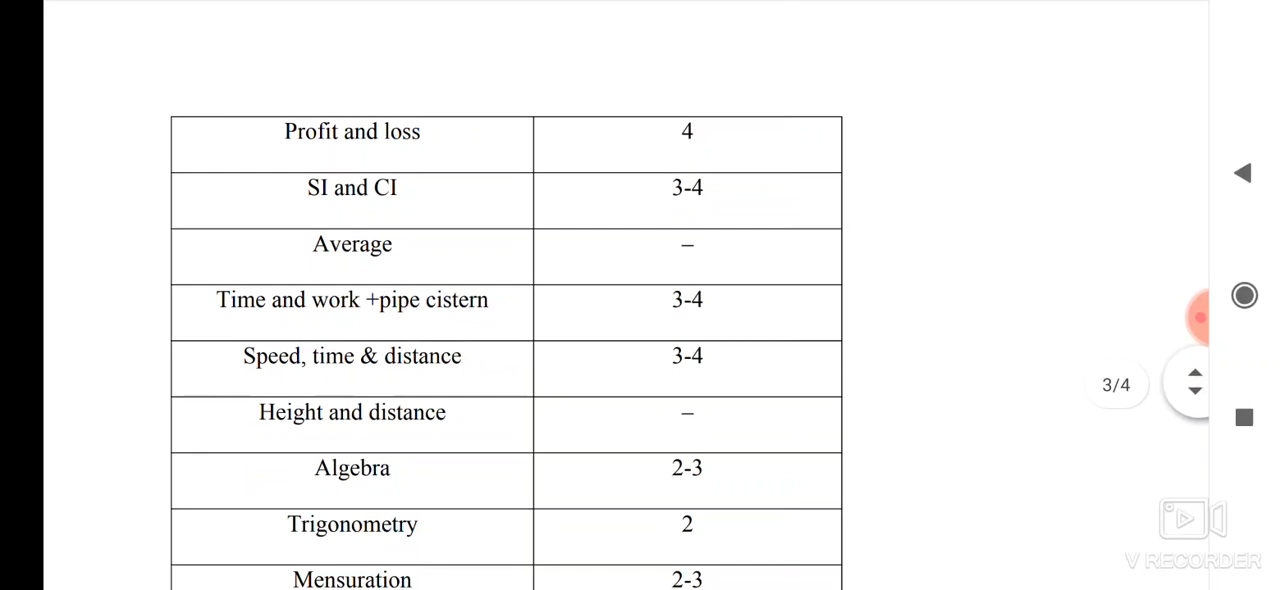 Profit and loss 4
SI and CI 3-4
Average –
Time and work +pipe cistern 3-4
Speed, time & distance 3-4
Height and distance –
Algebra 2-3
Trigonometry 2
Mensuration 2-3
3/4
V RECORDER